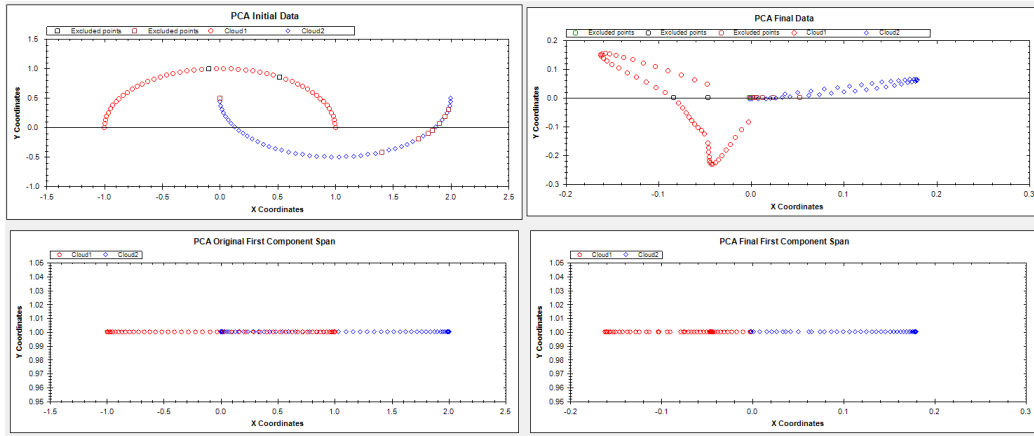 PCA Initial Data
Excluded points Excluded points Cloud1 Cloud2
1.5
1.0
0.5
0.0
-0.5
-1.0
Y Coordinates
-1.5 -1.0 -0.5 0.0 0.5 1.0 1.5 2.0 2.5
X Coordinates
PCA Final Data
Excluded points Excluded points Excluded points Cloud1 Cloud2
0.2
0.1
0.0
-0.1
-0.2
-0.3
Y Coordinates
-0.2 -0.1 0.0 0.1 0.2 0.3
X Coordinates
PCA Original First Component Span
Cloud1 Cloud2
1.05
1.04
1.03
1.02
1.01
1.00
0.99
0.98
0.97
0.96
0.95
Y Coordinates
-1.5 -1.0 -0.5 0.0 0.5 1.0 1.5 2.0 2.5
X Coordinates
PCA Final First Component Span
Cloud1 Cloud2
1.05
1.04
1.03
1.02
1.01
1.00
0.99
0.98
0.97
0.96
0.95
Y Coordinates
-0.2 -0.1 0.0 0.1 0.2 0.3
X Coordinates